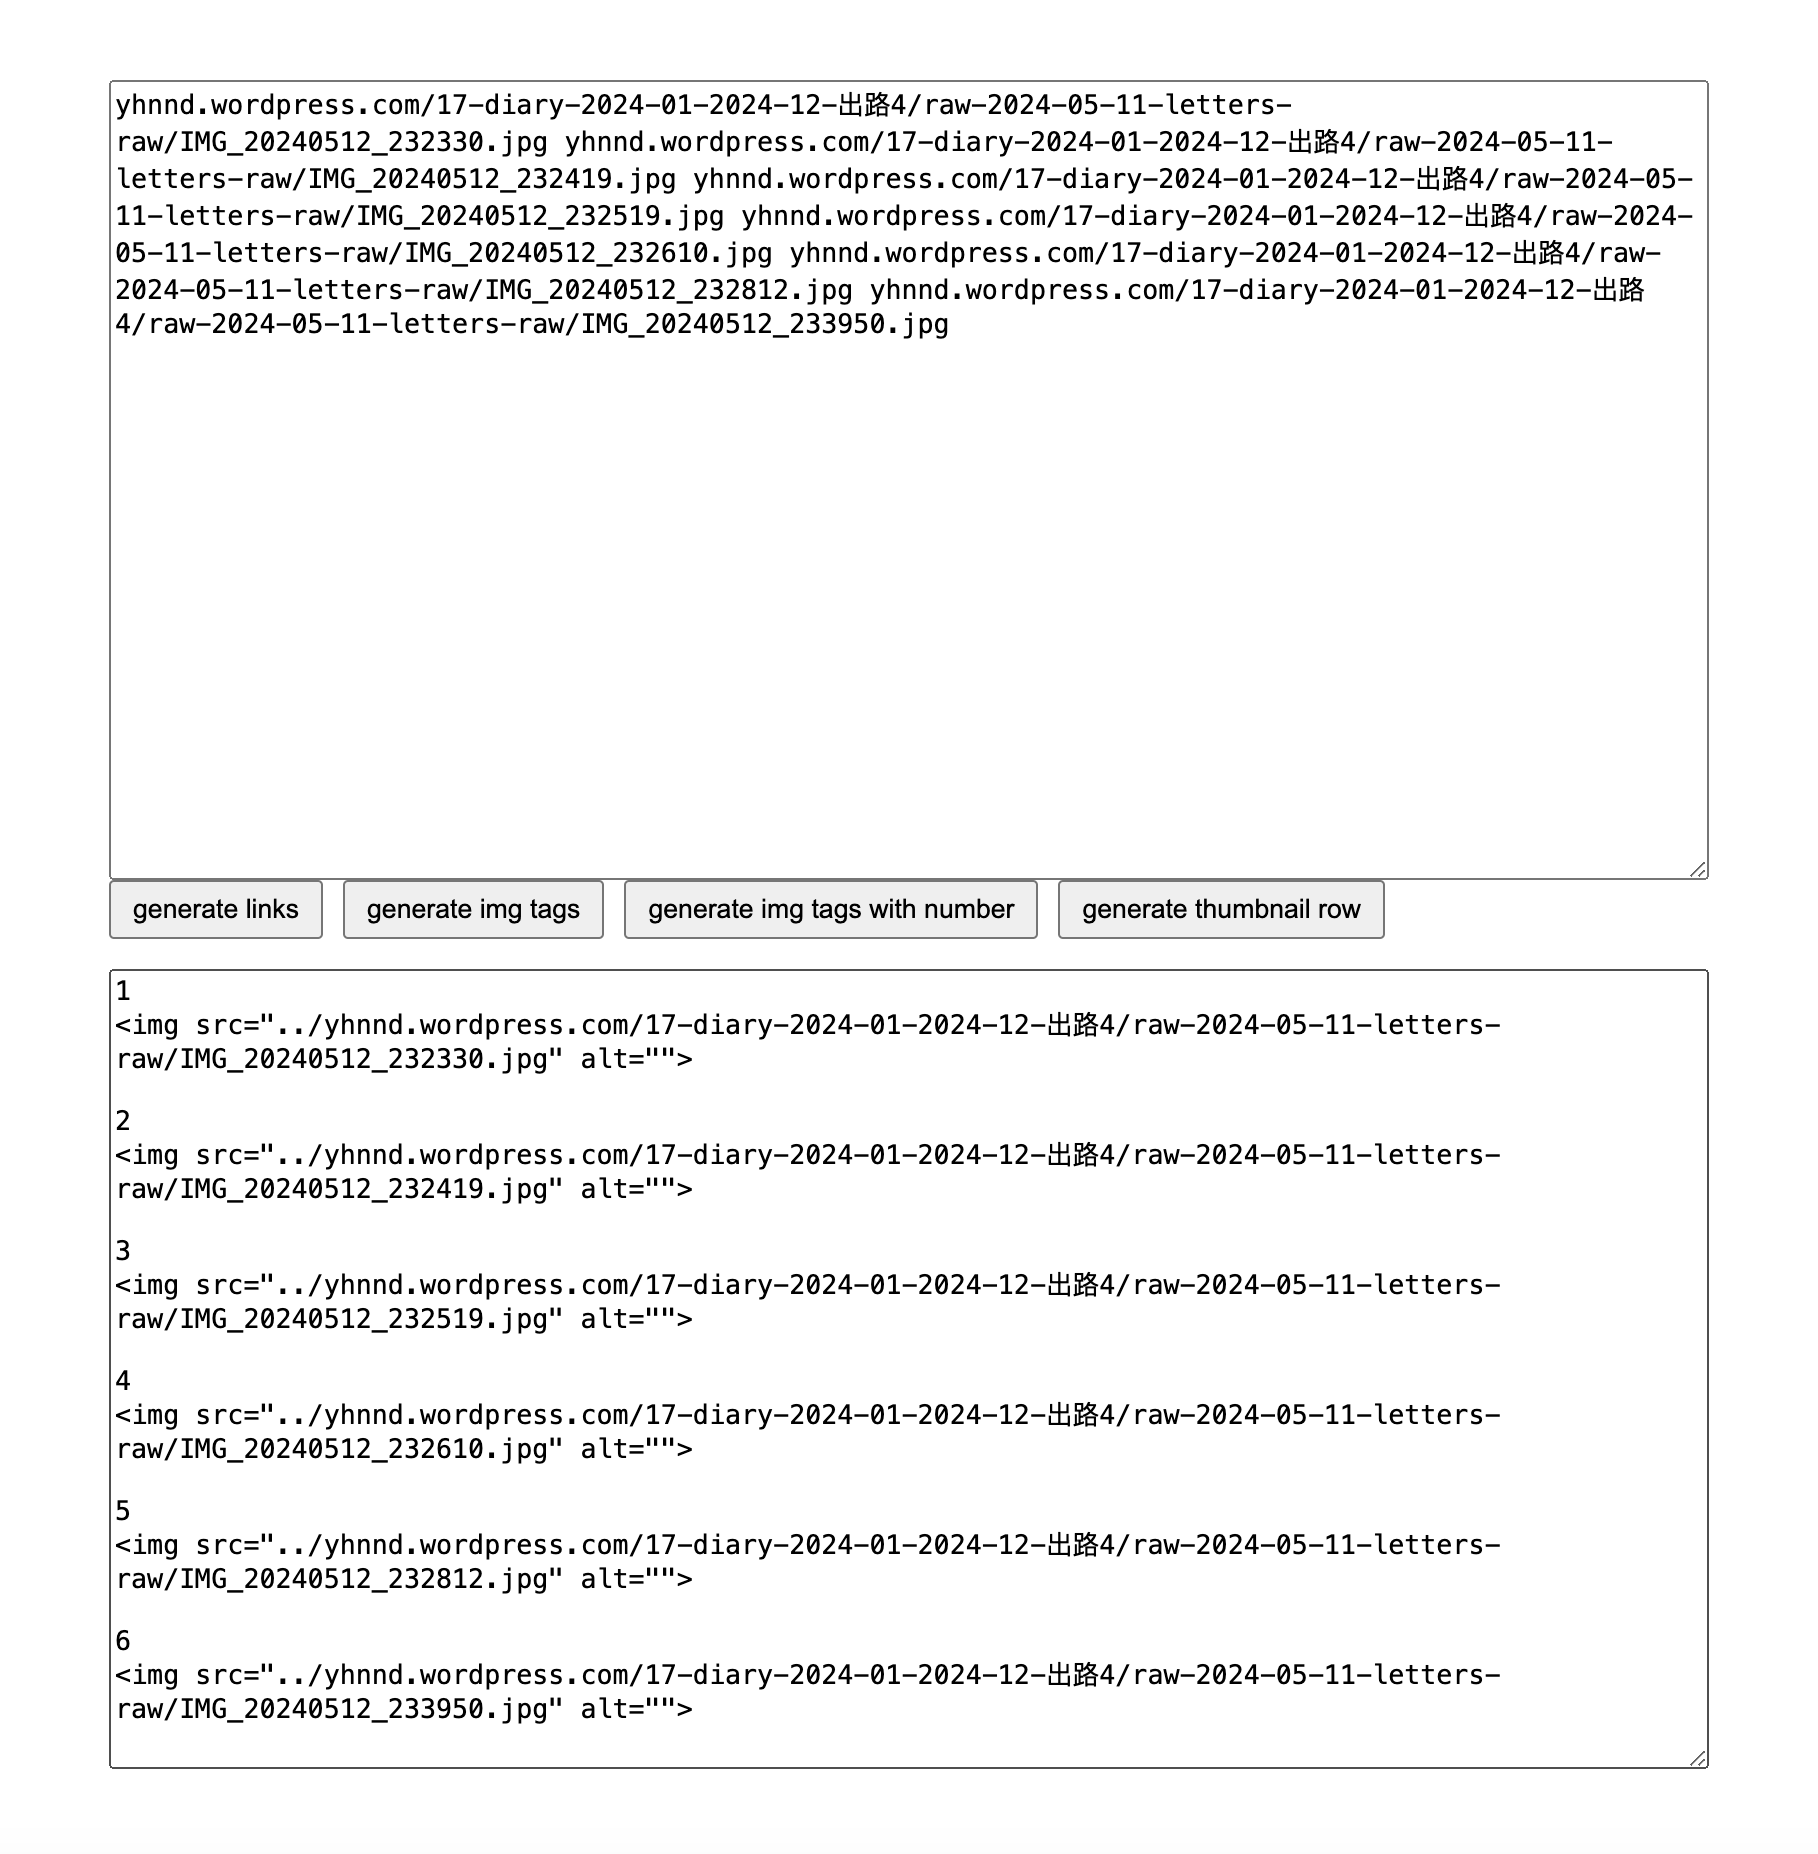 yhnnd.wordpress.com/17-diary-2024-01-2024-12-出路4/raw-2024-05-11-letters-
raw/IMG_20240512_232330.jpg yhnnd.wordpress.com/17-diary-2024-01-2024-12-出路4/raw-2024-05-11-
letters-raw/IMG_20240512_232419.jpg yhnnd.wordpress.com/17-diary-2024-01-2024-12-出路4/raw-2024-05-
11-letters-raw/IMG_20240512_232519.jpg yhnnd.wordpress.com/17-diary-2024-01-2024-12-出路4/raw-2024-
05-11-letters-raw/IMG_20240512_232610.jpg yhnnd.wordpress.com/17-diary-2024-01-2024-12-出路4/raw-
2024-05-11-letters-raw/IMG_20240512_232812.jpg yhnnd.wordpress.com/17-diary-2024-01-2024-12-出路
4/raw-2024-05-11-letters-raw/IMG_20240512_233950.jpg
generate links generate img tags generate img tags with number generate thumbnail row
1
<img src="../yhnnd.wordpress.com/17-diary-2024-01-2024-12-出路4/raw-2024-05-11-letters-
raw/IMG_20240512_232330.jpg" alt="">
2
<img src="../yhnnd.wordpress.com/17-diary-2024-01-2024-12-出路4/raw-2024-05-11-letters-
raw/IMG_20240512_232419.jpg" alt="">
3
<img src="../yhnnd.wordpress.com/17-diary-2024-01-2024-12-出路4/raw-2024-05-11-letters-
raw/IMG_20240512_232519.jpg" alt="">
4
<img src="../yhnnd.wordpress.com/17-diary-2024-01-2024-12-出路4/raw-2024-05-11-letters-
raw/IMG_20240512_232610.jpg" alt="">
5
<img src="../yhnnd.wordpress.com/17-diary-2024-01-2024-12-出路4/raw-2024-05-11-letters-
raw/IMG_20240512_232812.jpg" alt="">
6
<img src="../yhnnd.wordpress.com/17-diary-2024-01-2024-12-出路4/raw-2024-05-11-letters-
raw/IMG_20240512_233950.jpg" alt="">